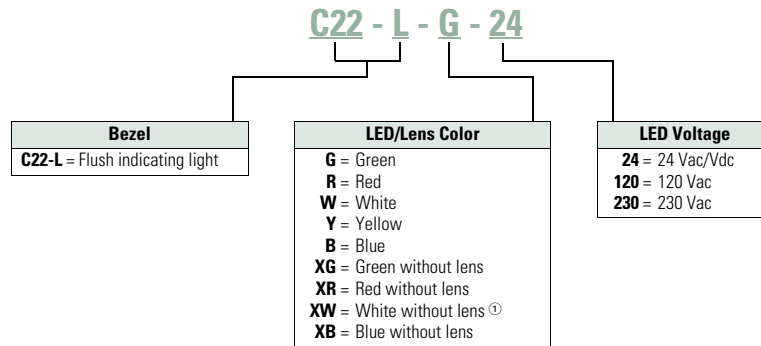 C22 - L - G - 24
Bezel
C22-L = Flush indicating light
LED/Lens Color
G = Green
R = Red
W = White
Y = Yellow
B = Blue
XG = Green without lens
XR = Red without lens
XW = White without lens ①
XB = Blue without lens
LED Voltage
24 = 24 Vac/Vdc
120 = 120 Vac
230 = 230 Vac